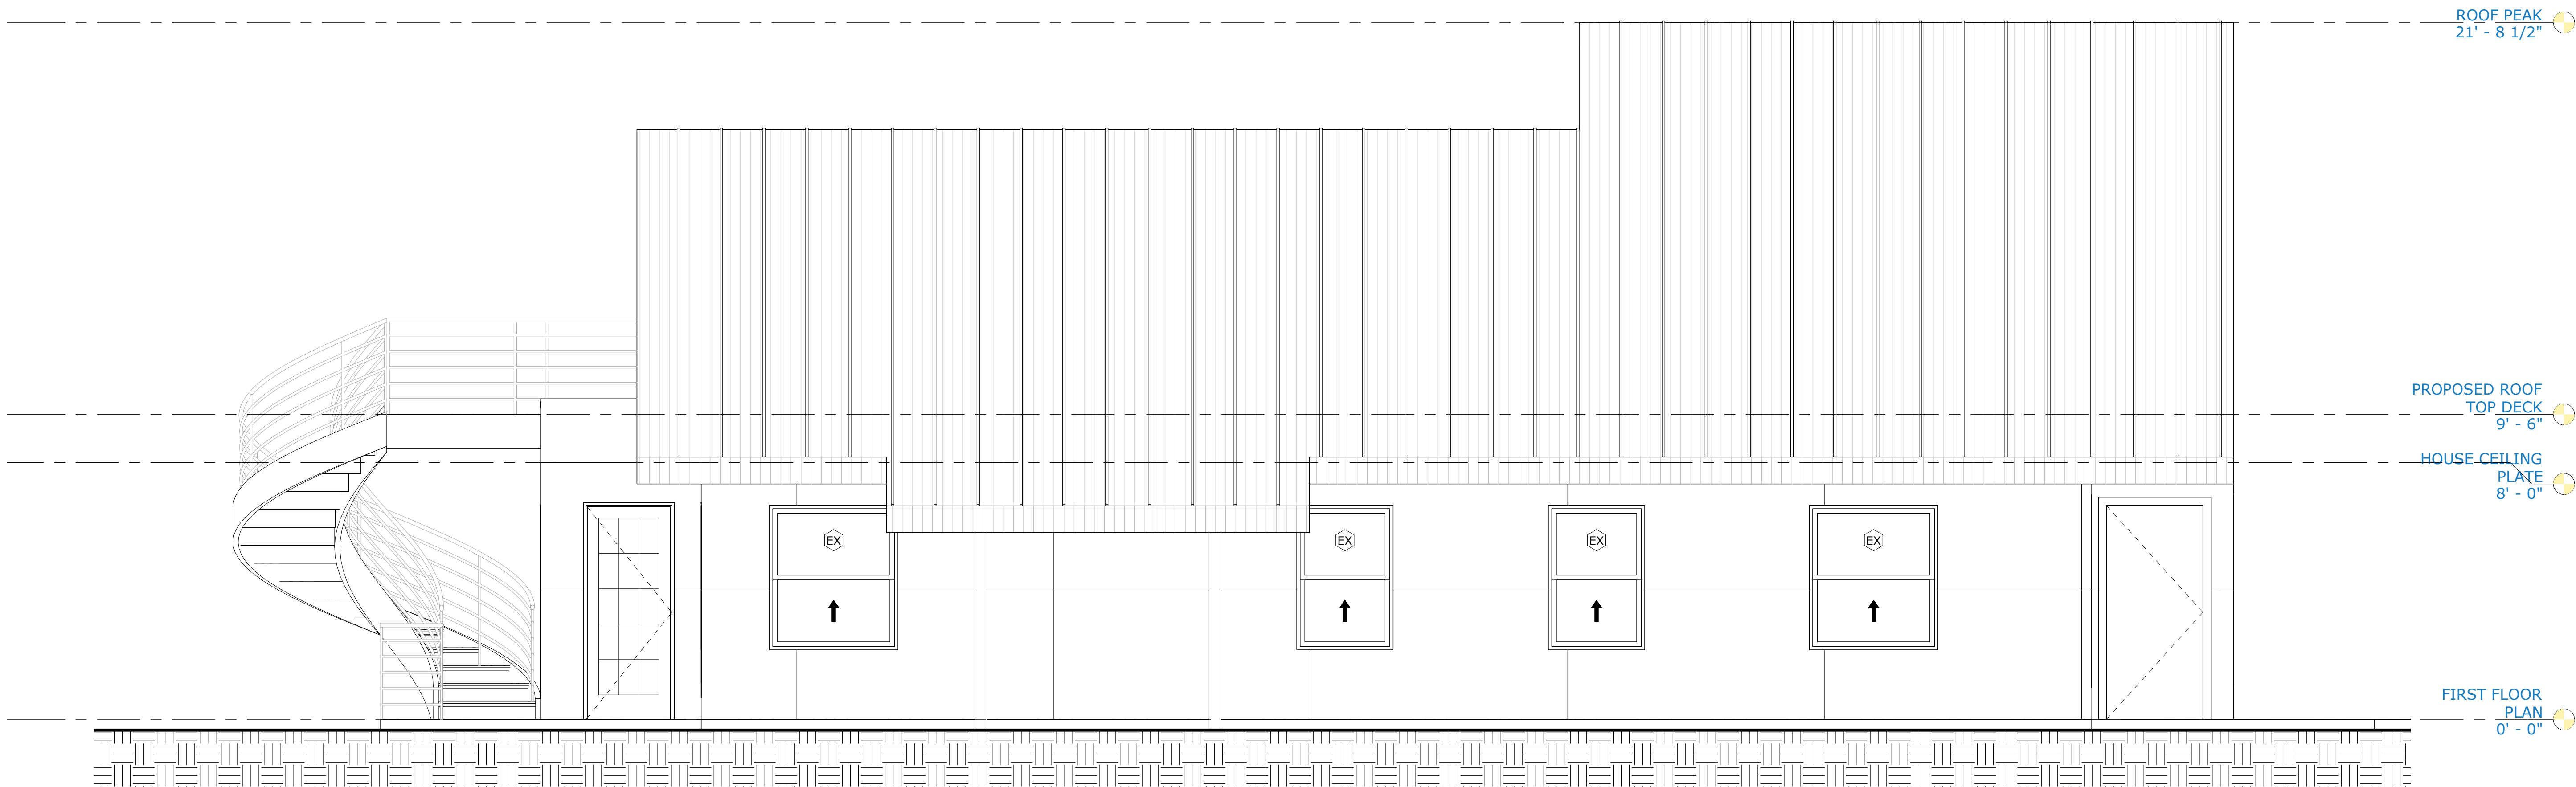 ROOF PEAK
21' - 8 1/2"
PROPOSED ROOF
TOP DECK
9' - 6"
HOUSE CEILING
PLATE
8' - 0"
EX
EX
EX
EX
FIRST FLOOR
PLAN
0' - 0"